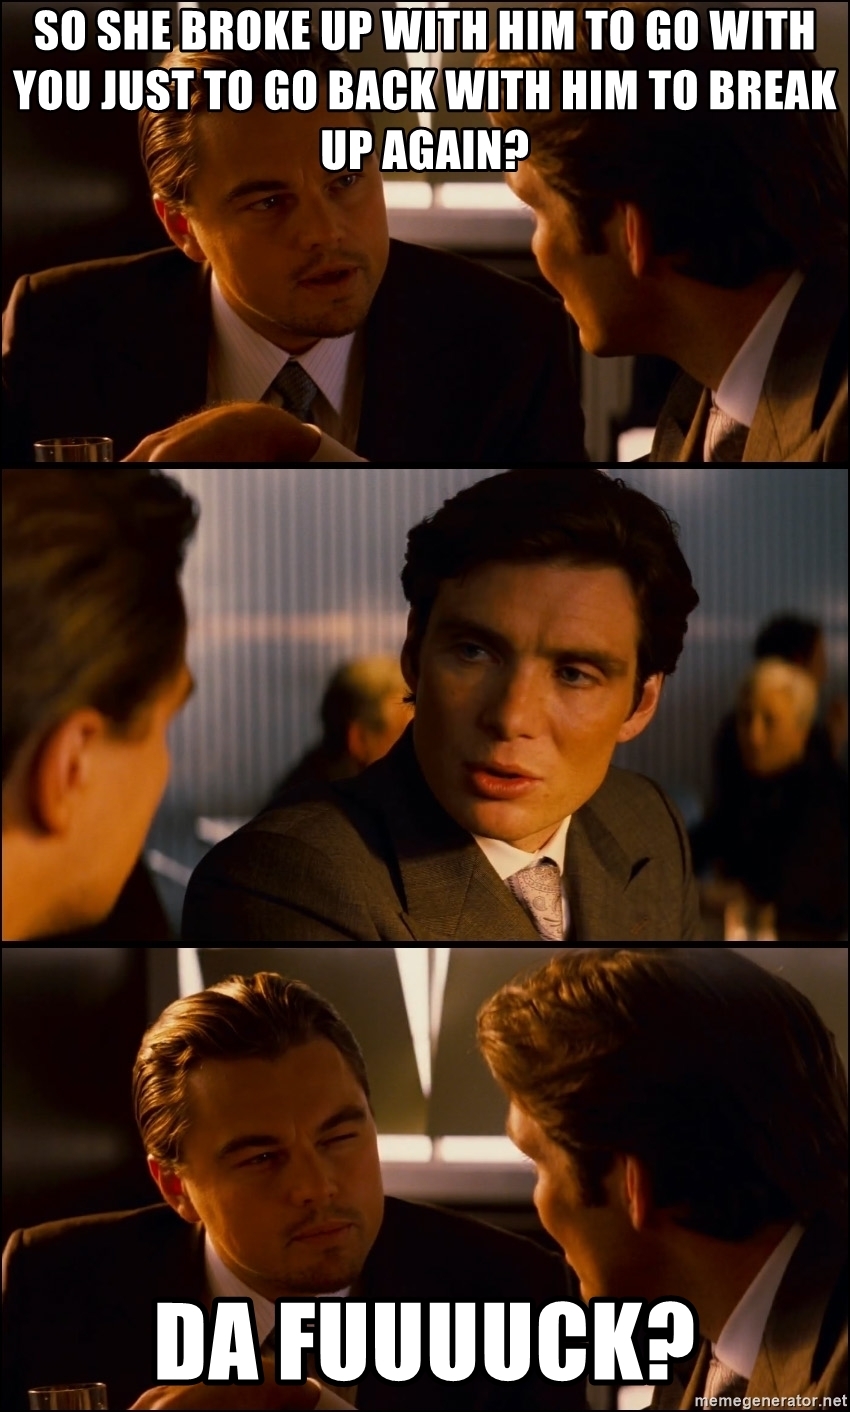 SO SHE BROKE UP WITH HIM TO GO WITH
YOU JUST TO GO BACK WITH HIM TO BREAK
UP AGAIN?
DA FUUUUCK?
memegenerator.net